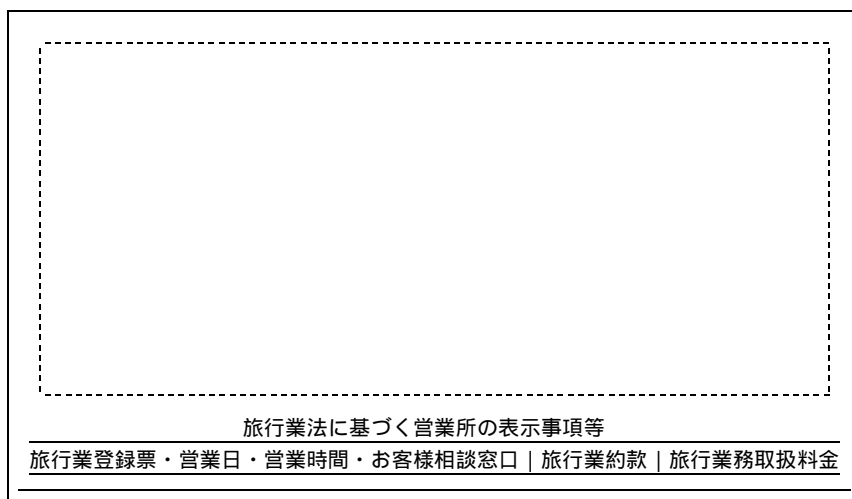 旅行業法に基づく営業所の表示事項等
旅行業登録票・営業日・営業時間・お客様相談窓口 | 旅行業約款 | 旅行業務取扱料金